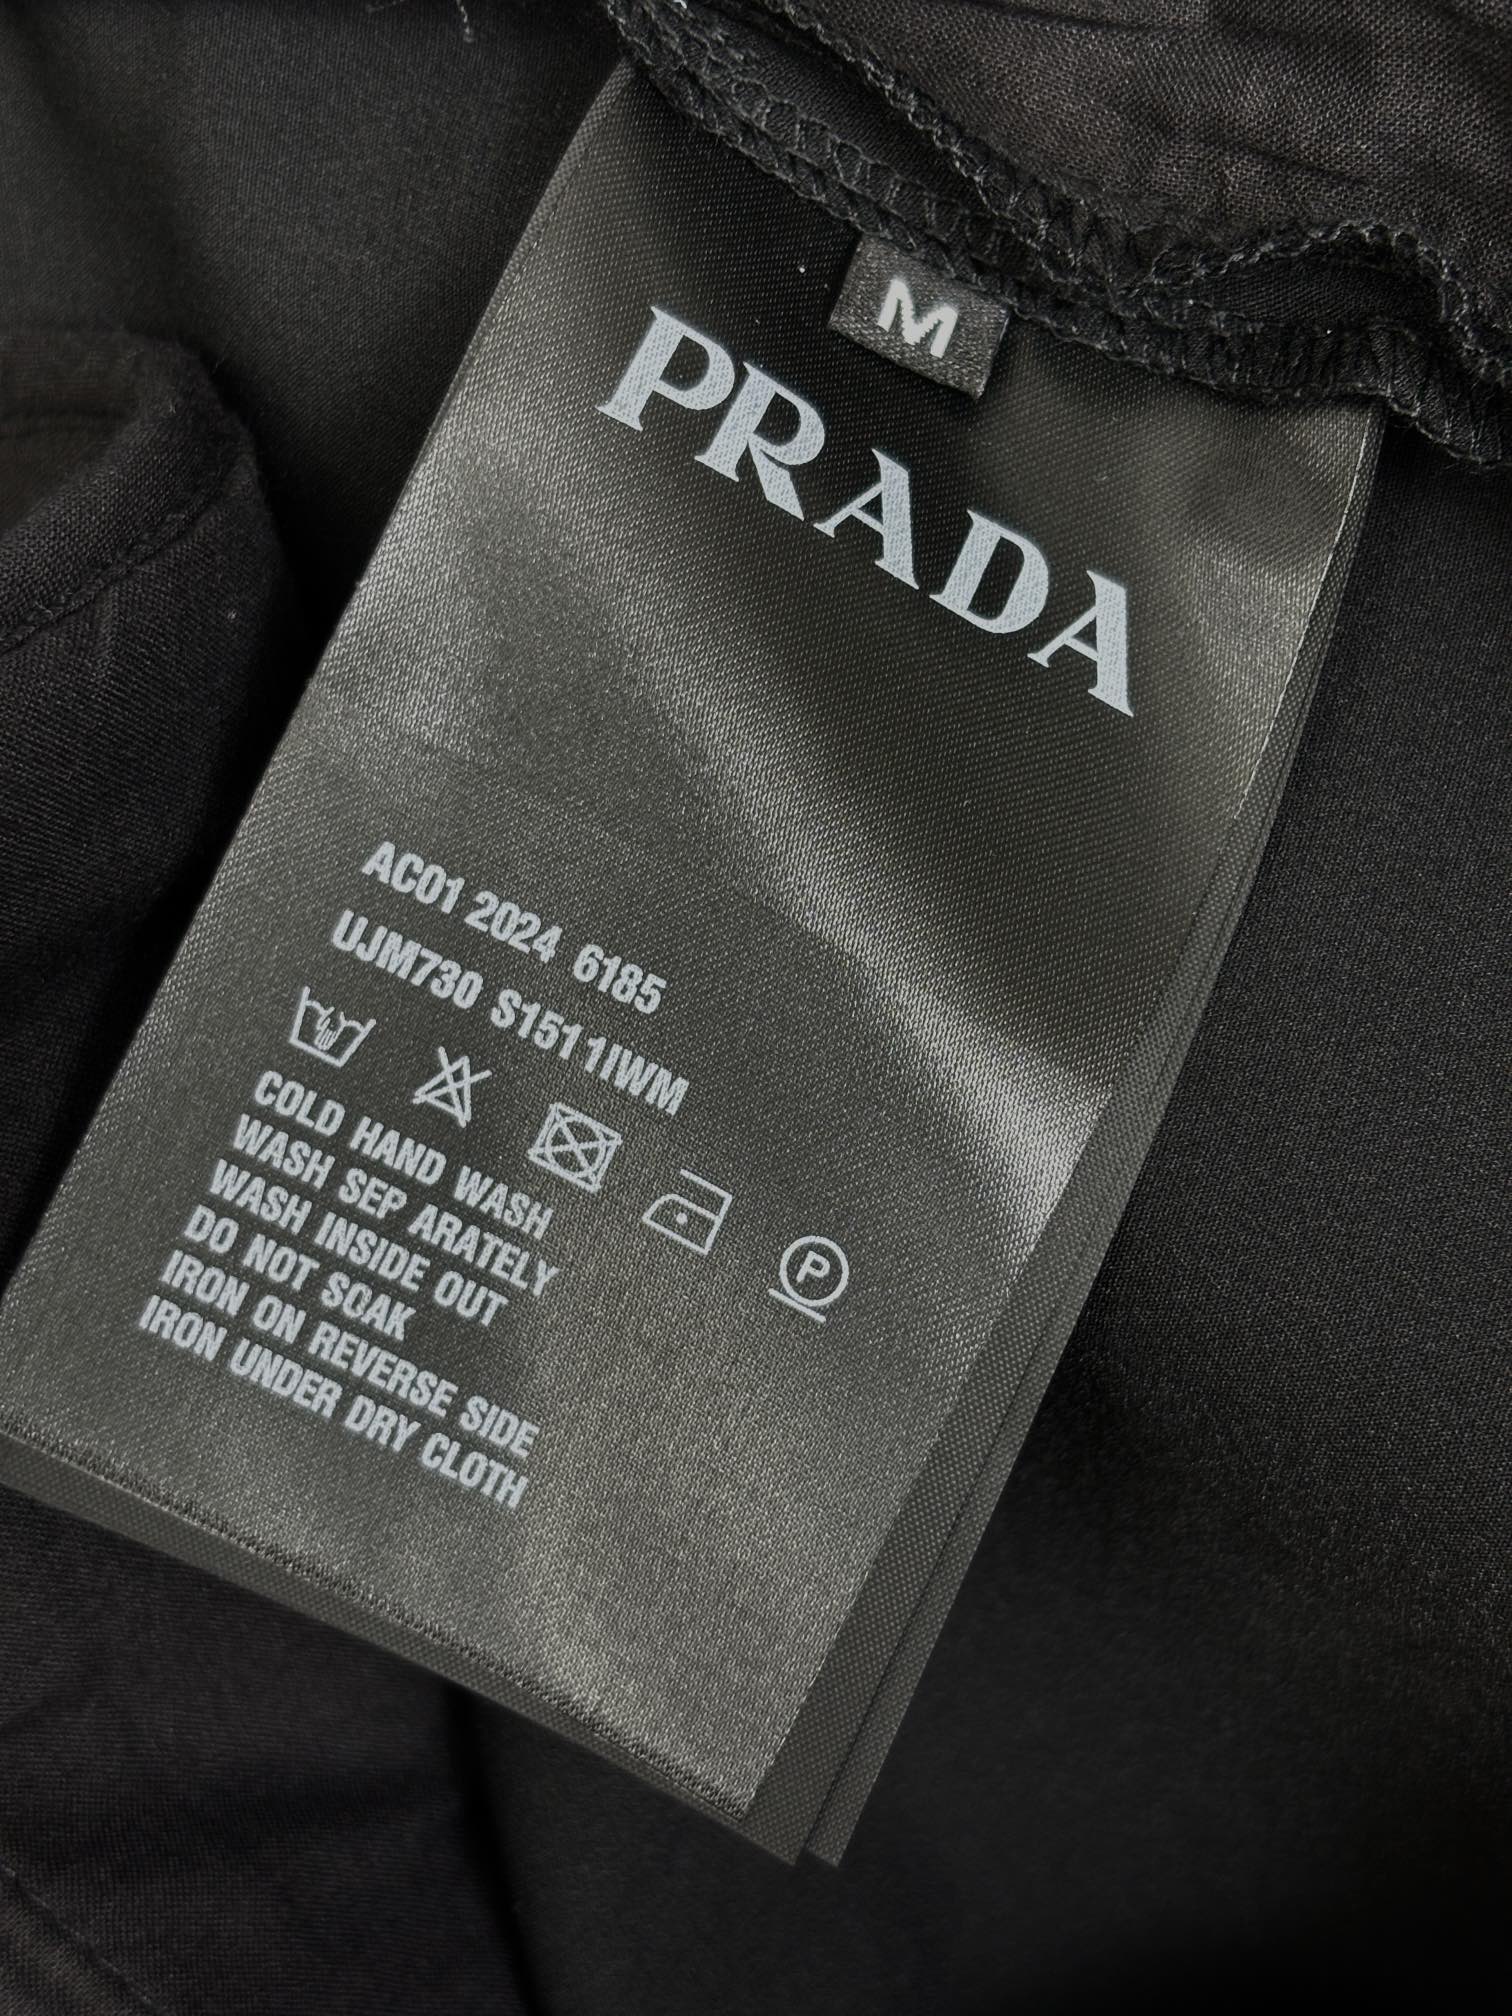 M
PRADA
AC01 2024 6185
UJM730 S1511IWM
P
COLD HAND WASH
WASH SEP ARATELY
WASH INSIDE OUT
DO NOT SOAK
IRON ON REVERSE SIDE
IRON UNDER DRY CLOTH